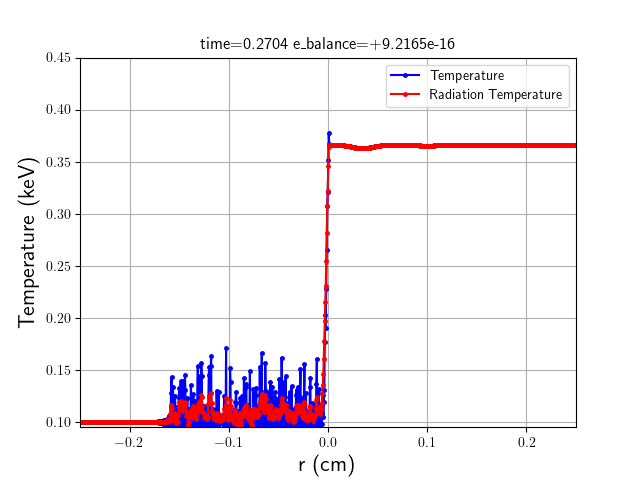 time=0.2704 e_balance=+9.2165e-16
Temperature
Radiation Temperature
Temperature (keV)
0.45
0.40
0.35
0.30
0.25
0.20
0.15
0.10
−0.2 −0.1 0.0 0.1 0.2
r (cm)